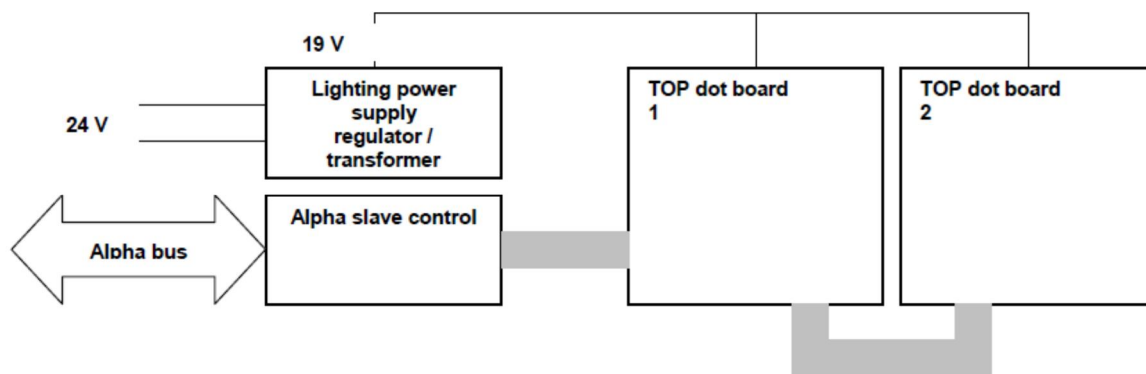 19 V
Lighting power
supply
regulator /
transformer
24 V
TOP dot board
1
TOP dot board
2
Alpha slave control
Alpha bus